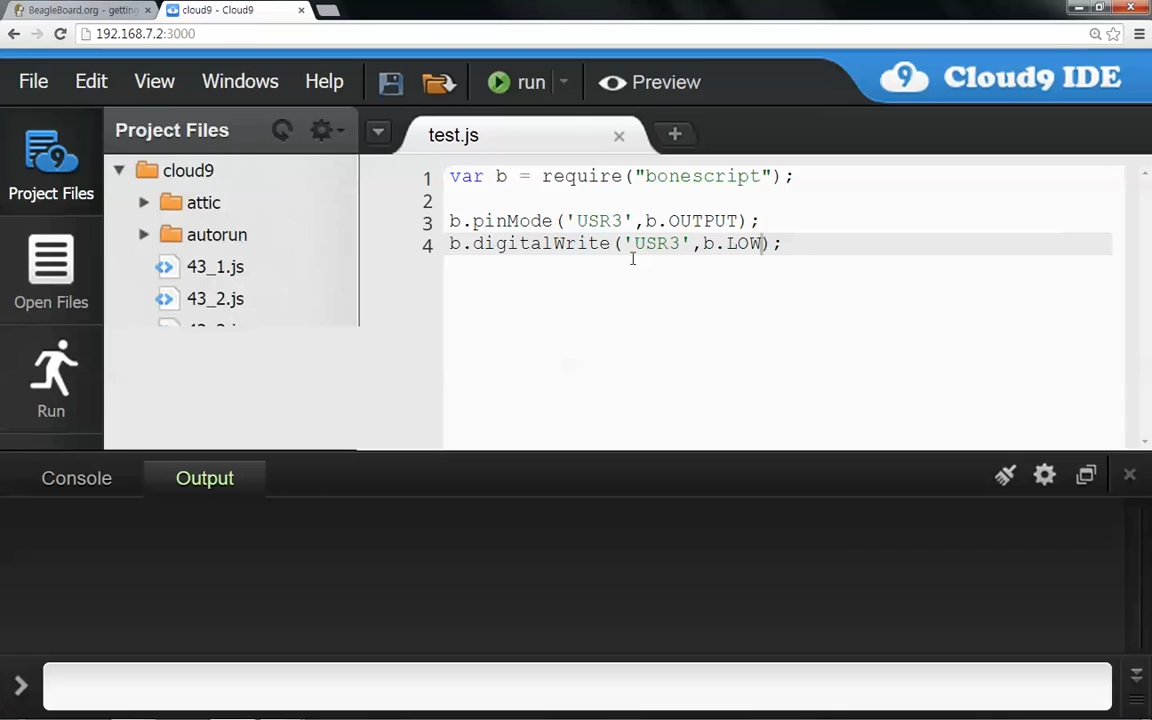 BeagleBoard.org - getting
cloud9 - Cloud9
192.168.7.2:3000
File Edit View Windows Help run Preview
9 Cloud9 IDE
Project Files
test.js
9
Project Files
Open Files
Run
cloud9
attic
autorun
43_1.js
43_2.js
1 var b = require("bonescript");
2
3 b.pinMode('USR3',b.OUTPUT);
4 b.digitalWrite('USR3',b.LOW);
Console Output